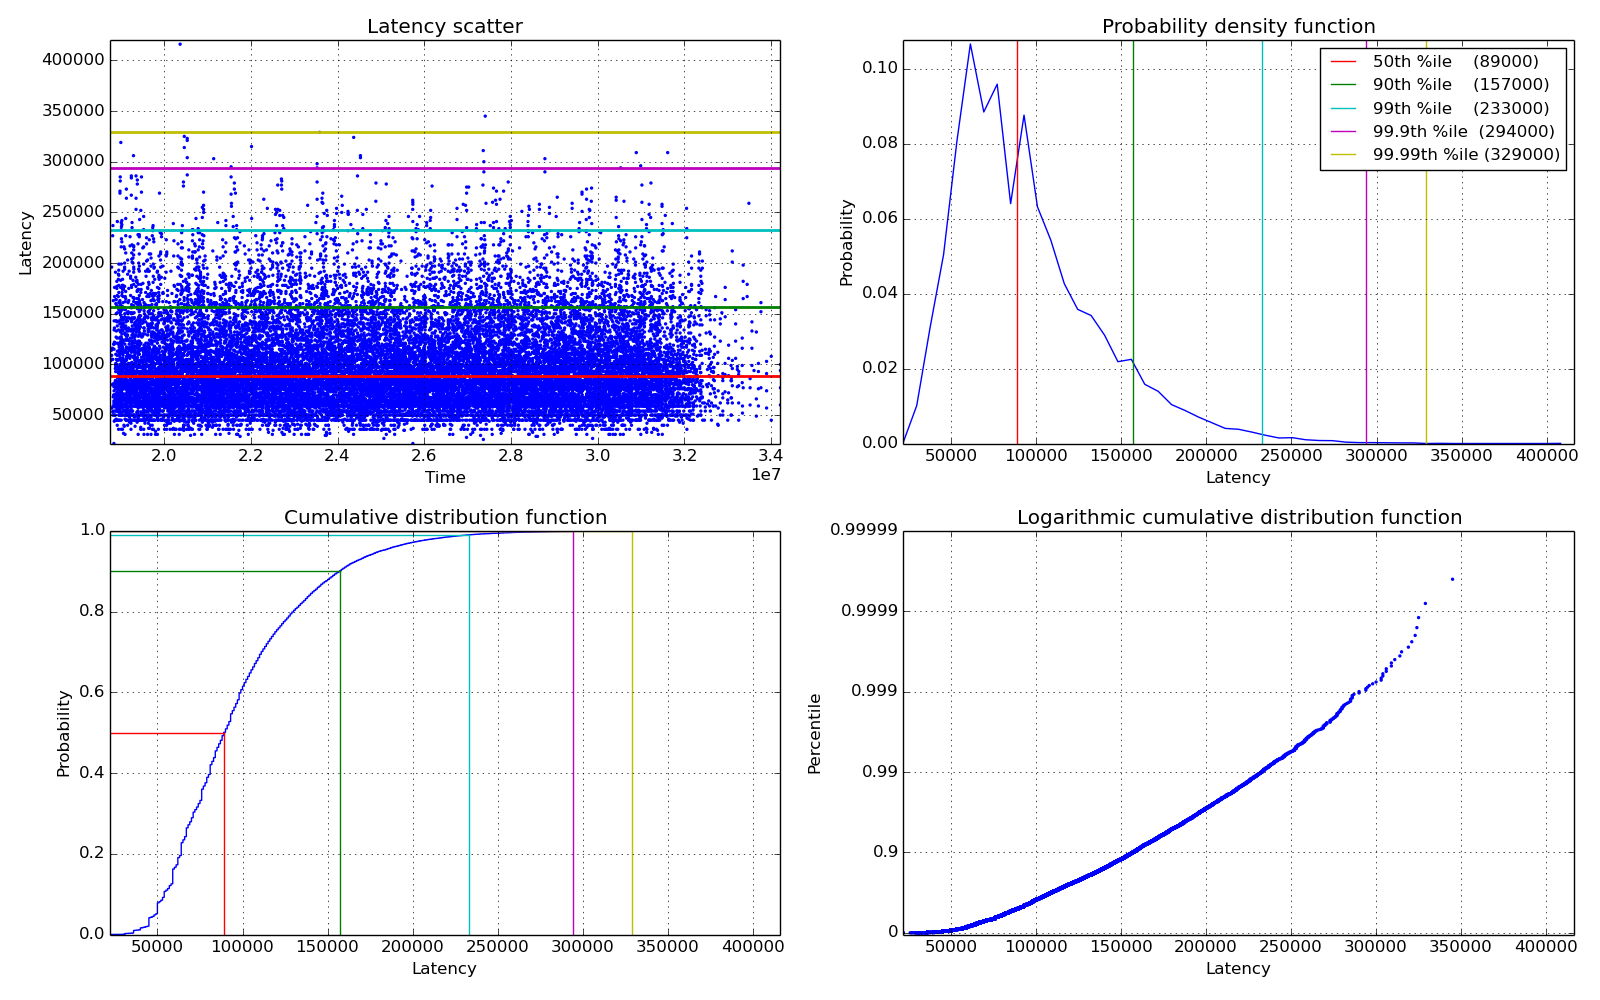 Latency scatter
400000
350000
300000
250000
200000
150000
100000
50000
Latency
2.0 2.2 2.4 2.6 2.8 3.0 3.2 3.4
1e7
Time
Probability density function
0.10
0.08
0.06
0.04
0.02
0.00
Probability
50th %ile (89000)
90th %ile (157000)
99th %ile (233000)
99.9th %ile (294000)
99.99th %ile (329000)
50000 100000 150000 200000 250000 300000 350000 400000
Latency
Cumulative distribution function
1.0
0.8
0.6
0.4
0.2
0.0
Probability
50000 100000 150000 200000 250000 300000 350000 400000
Latency
Logarithmic cumulative distribution function
0.99999
0.9999
0.999
0.99
0.9
0
Percentile
50000 100000 150000 200000 250000 300000 350000 400000
Latency